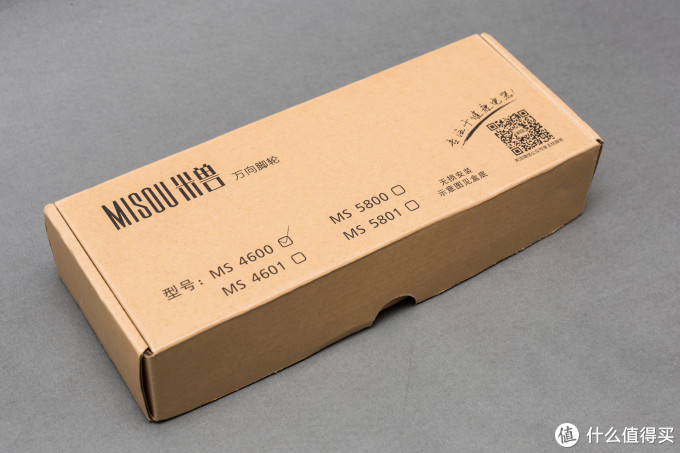 MISOU米兽 万向脚轮
型号：MS 4600
MS 4601
MS 5800
MS 5801
无损安装
示意图见盒底
值 什么值得买